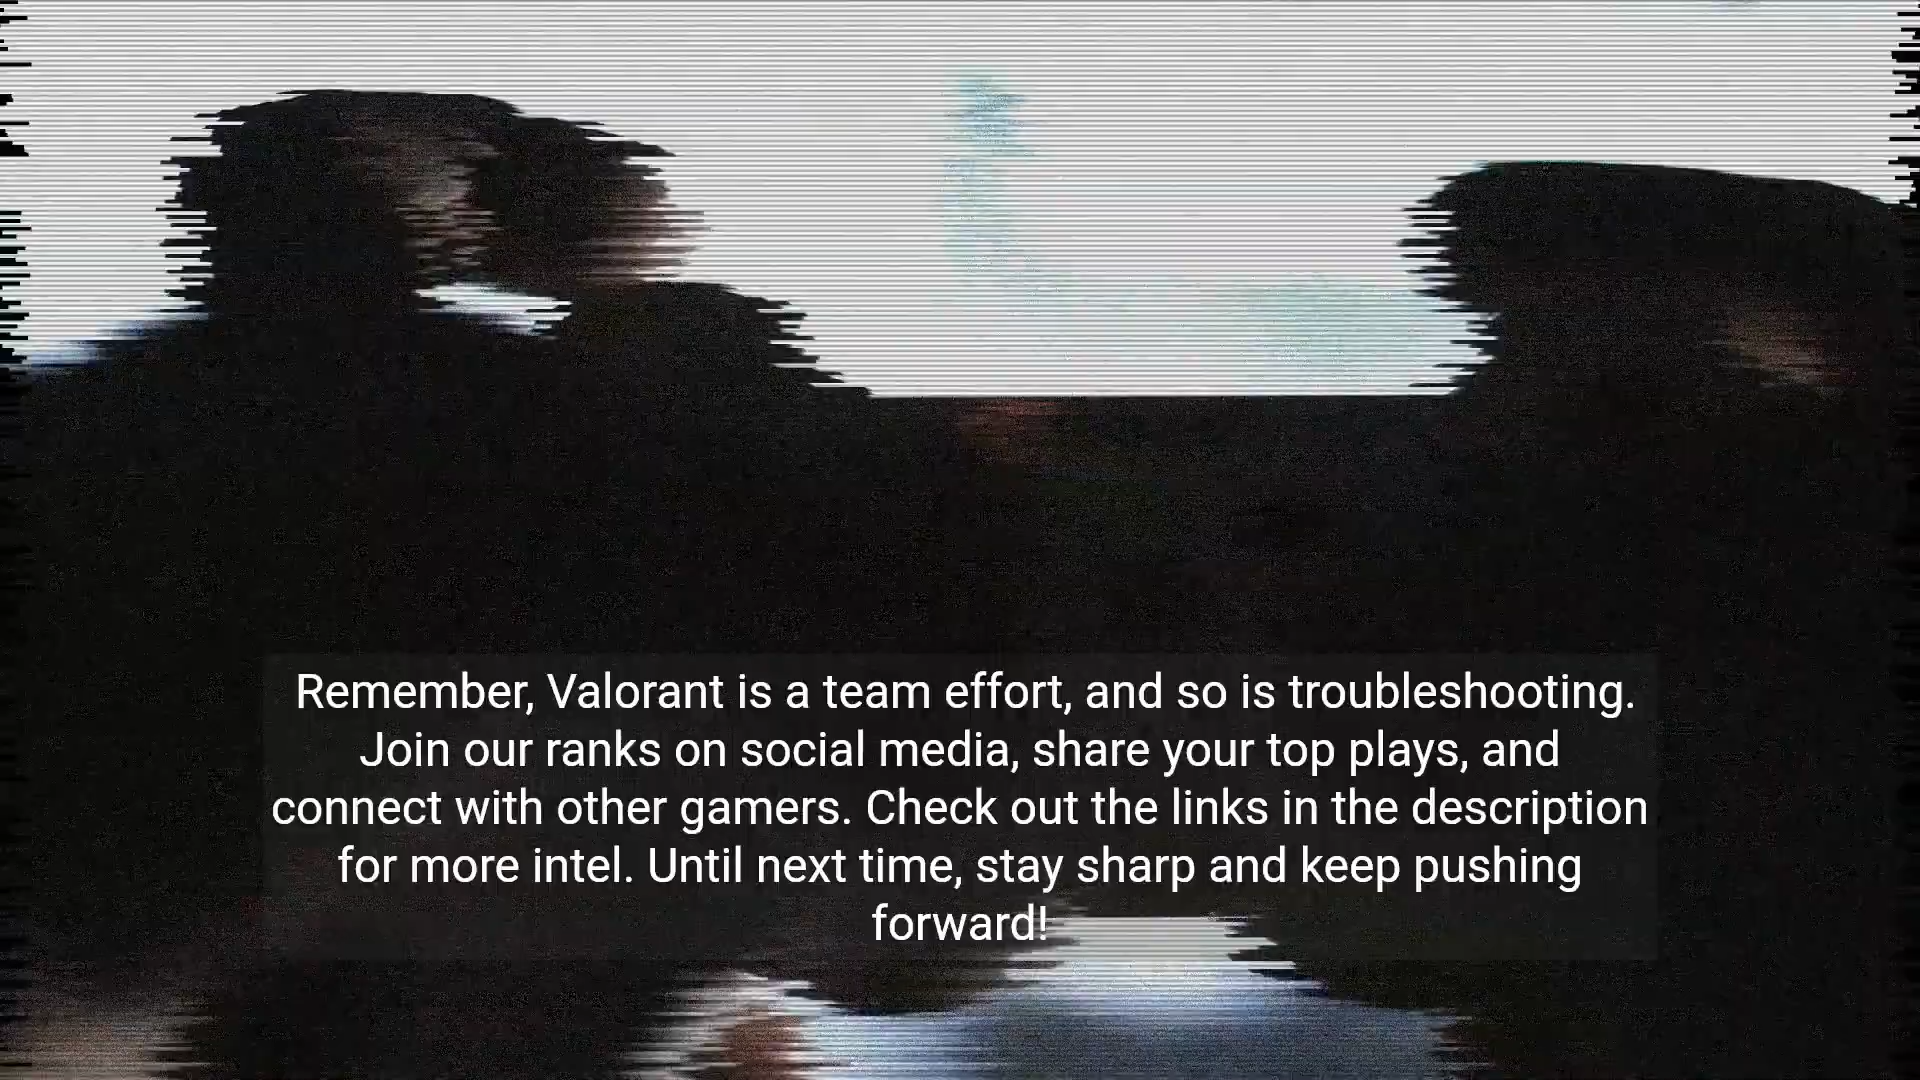 Remember, Valorant is a team effort, and so is troubleshooting.
Join our ranks on social media, share your top plays, and
connect with other gamers. Check out the links in the description
for more intel. Until next time, stay sharp and keep pushing
forward!